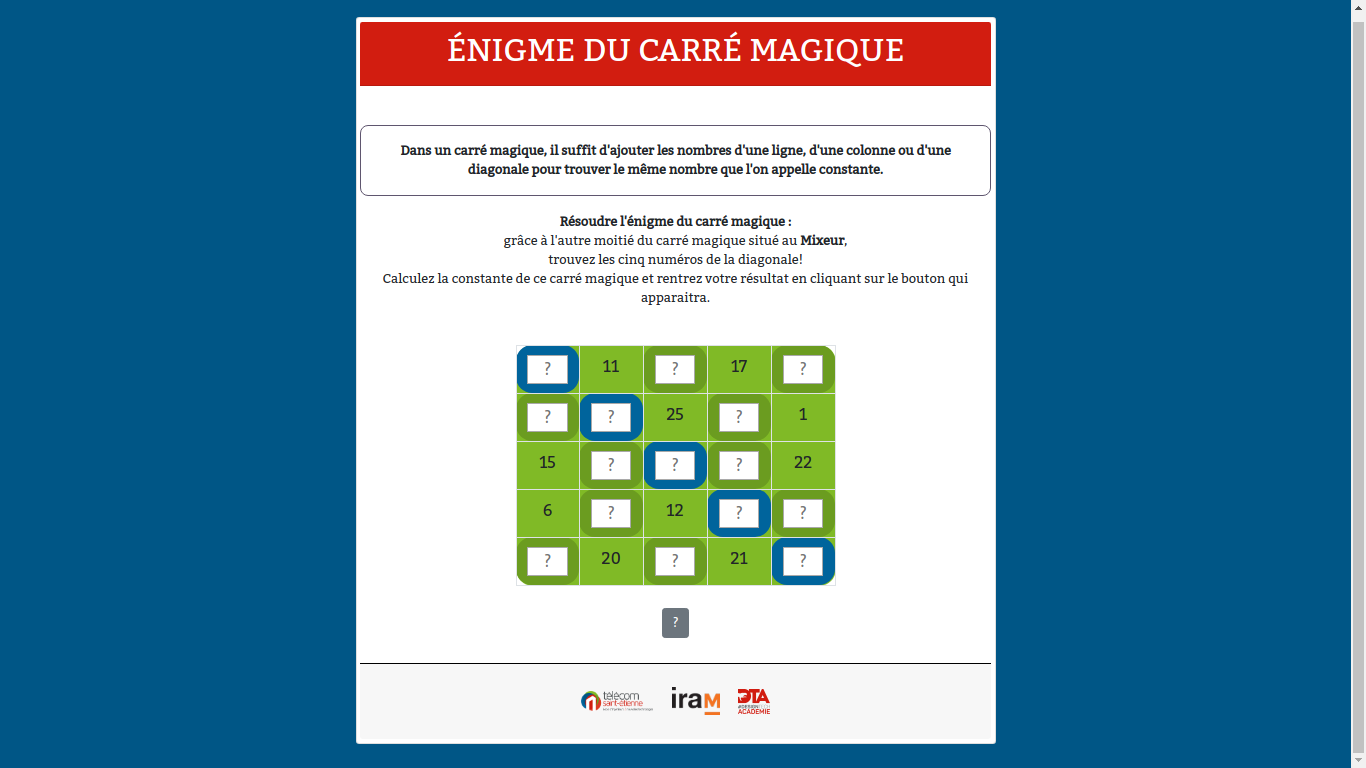 ÉNIGME DU CARRÉ MAGIQUE
Dans un carré magique, il suffit d'ajouter les nombres d'une ligne, d'une colonne ou d'une
diagonale pour trouver le même nombre que l'on appelle constante.
Résoudre l'énigme du carré magique :
grâce à l'autre moitié du carré magique situé au Mixeur,
trouvez les cinq numéros de la diagonale!
Calculez la constante de ce carré magique et rentrez votre résultat en cliquant sur le bouton qui
apparaitra.
? 11 ? 17 ?
? ? 25 ? 1
15 ? ? ? 22
6 ? 12 ? ?
? 20 ? 21 ?
?
télécom
saint-étienne
iram
DTA
ACADEMIE